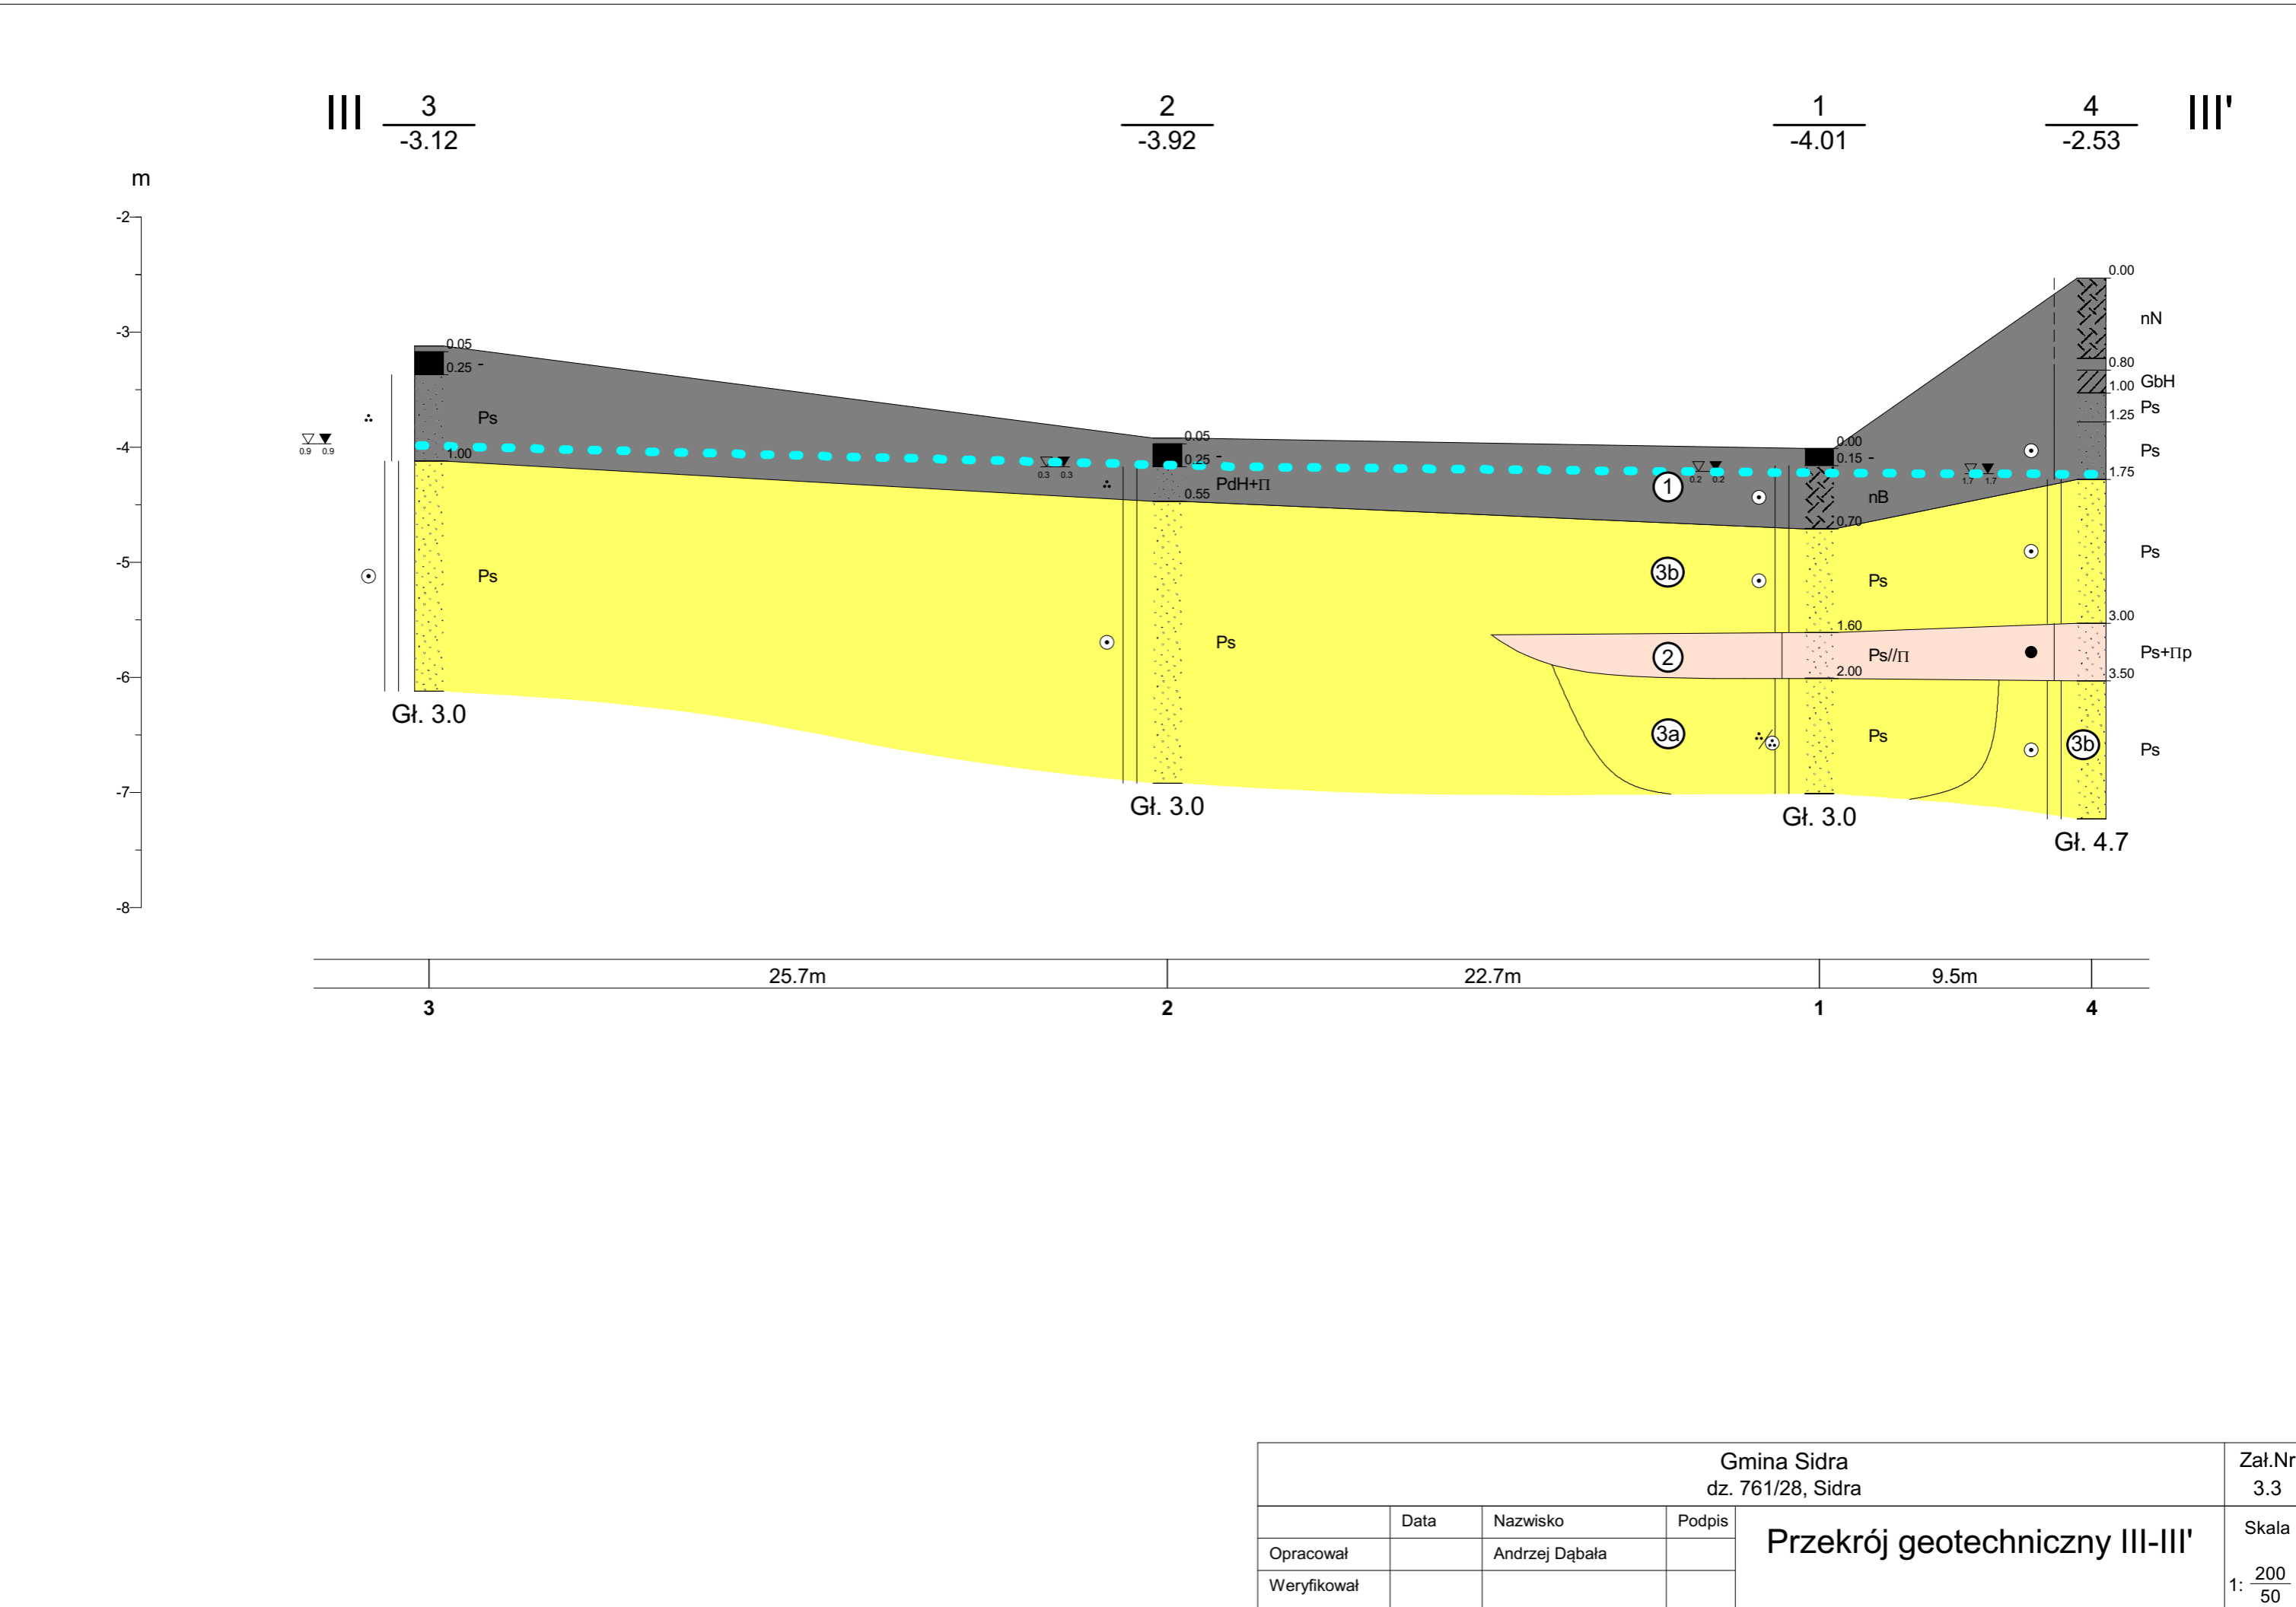 III 3 2 1 4 III'
-3.12 -3.92 -4.01 -2.53
m
-2
-3
-4
-5
-6
-7
-8
0.05
0.25 -
Ps
1.00
0.9 0.9
Ps
Gł. 3.0
0.05
0.25 -
PdH+Π
0.55
0.3 0.3
Ps
Gł. 3.0
0.00
0.15 -
0.2 0.2
1
nB
0.70
3b
Ps
1.60
2
Ps//Π
2.00
3a
Ps
Gł. 3.0
0.00
nN
0.80
GbH
1.00
Ps
1.25
Ps
1.75
1.7 1.7
Ps
3.00
Ps+Πp
3.50
3b
Ps
Gł. 4.7
25.7m 22.7m 9.5m
3 2 1 4
Gmina Sidra
dz. 761/28, Sidra
Zał.Nr
3.3
Data Nazwisko Podpis
Opracował Andrzej Dąbała
Weryfikował
Przekrój geotechniczny III-III'
Skala
1: 200
50